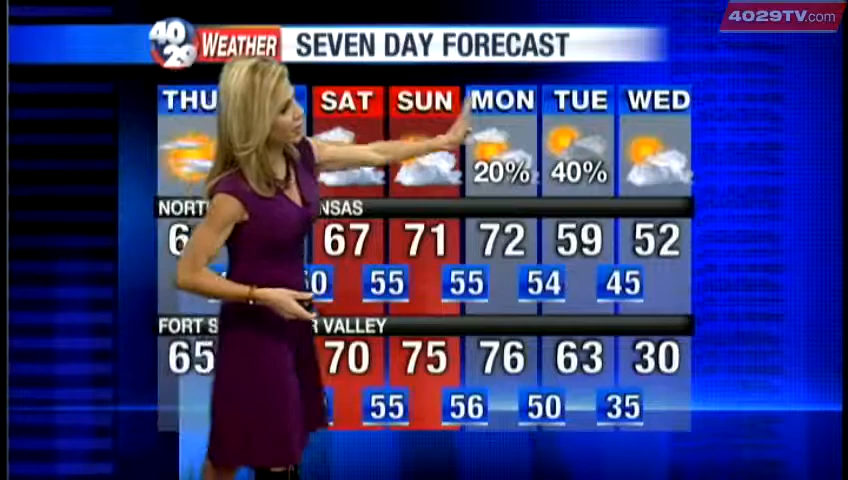 4029TV.com
40
29
WEATHER
SEVEN DAY FORECAST
THU SAT SUN MON TUE WED
20% 40%
NORT NSAS
6 67 71 72 59 52
0 55 55 54 45
FORT S R VALLEY
65 70 75 76 63 30
55 56 50 35